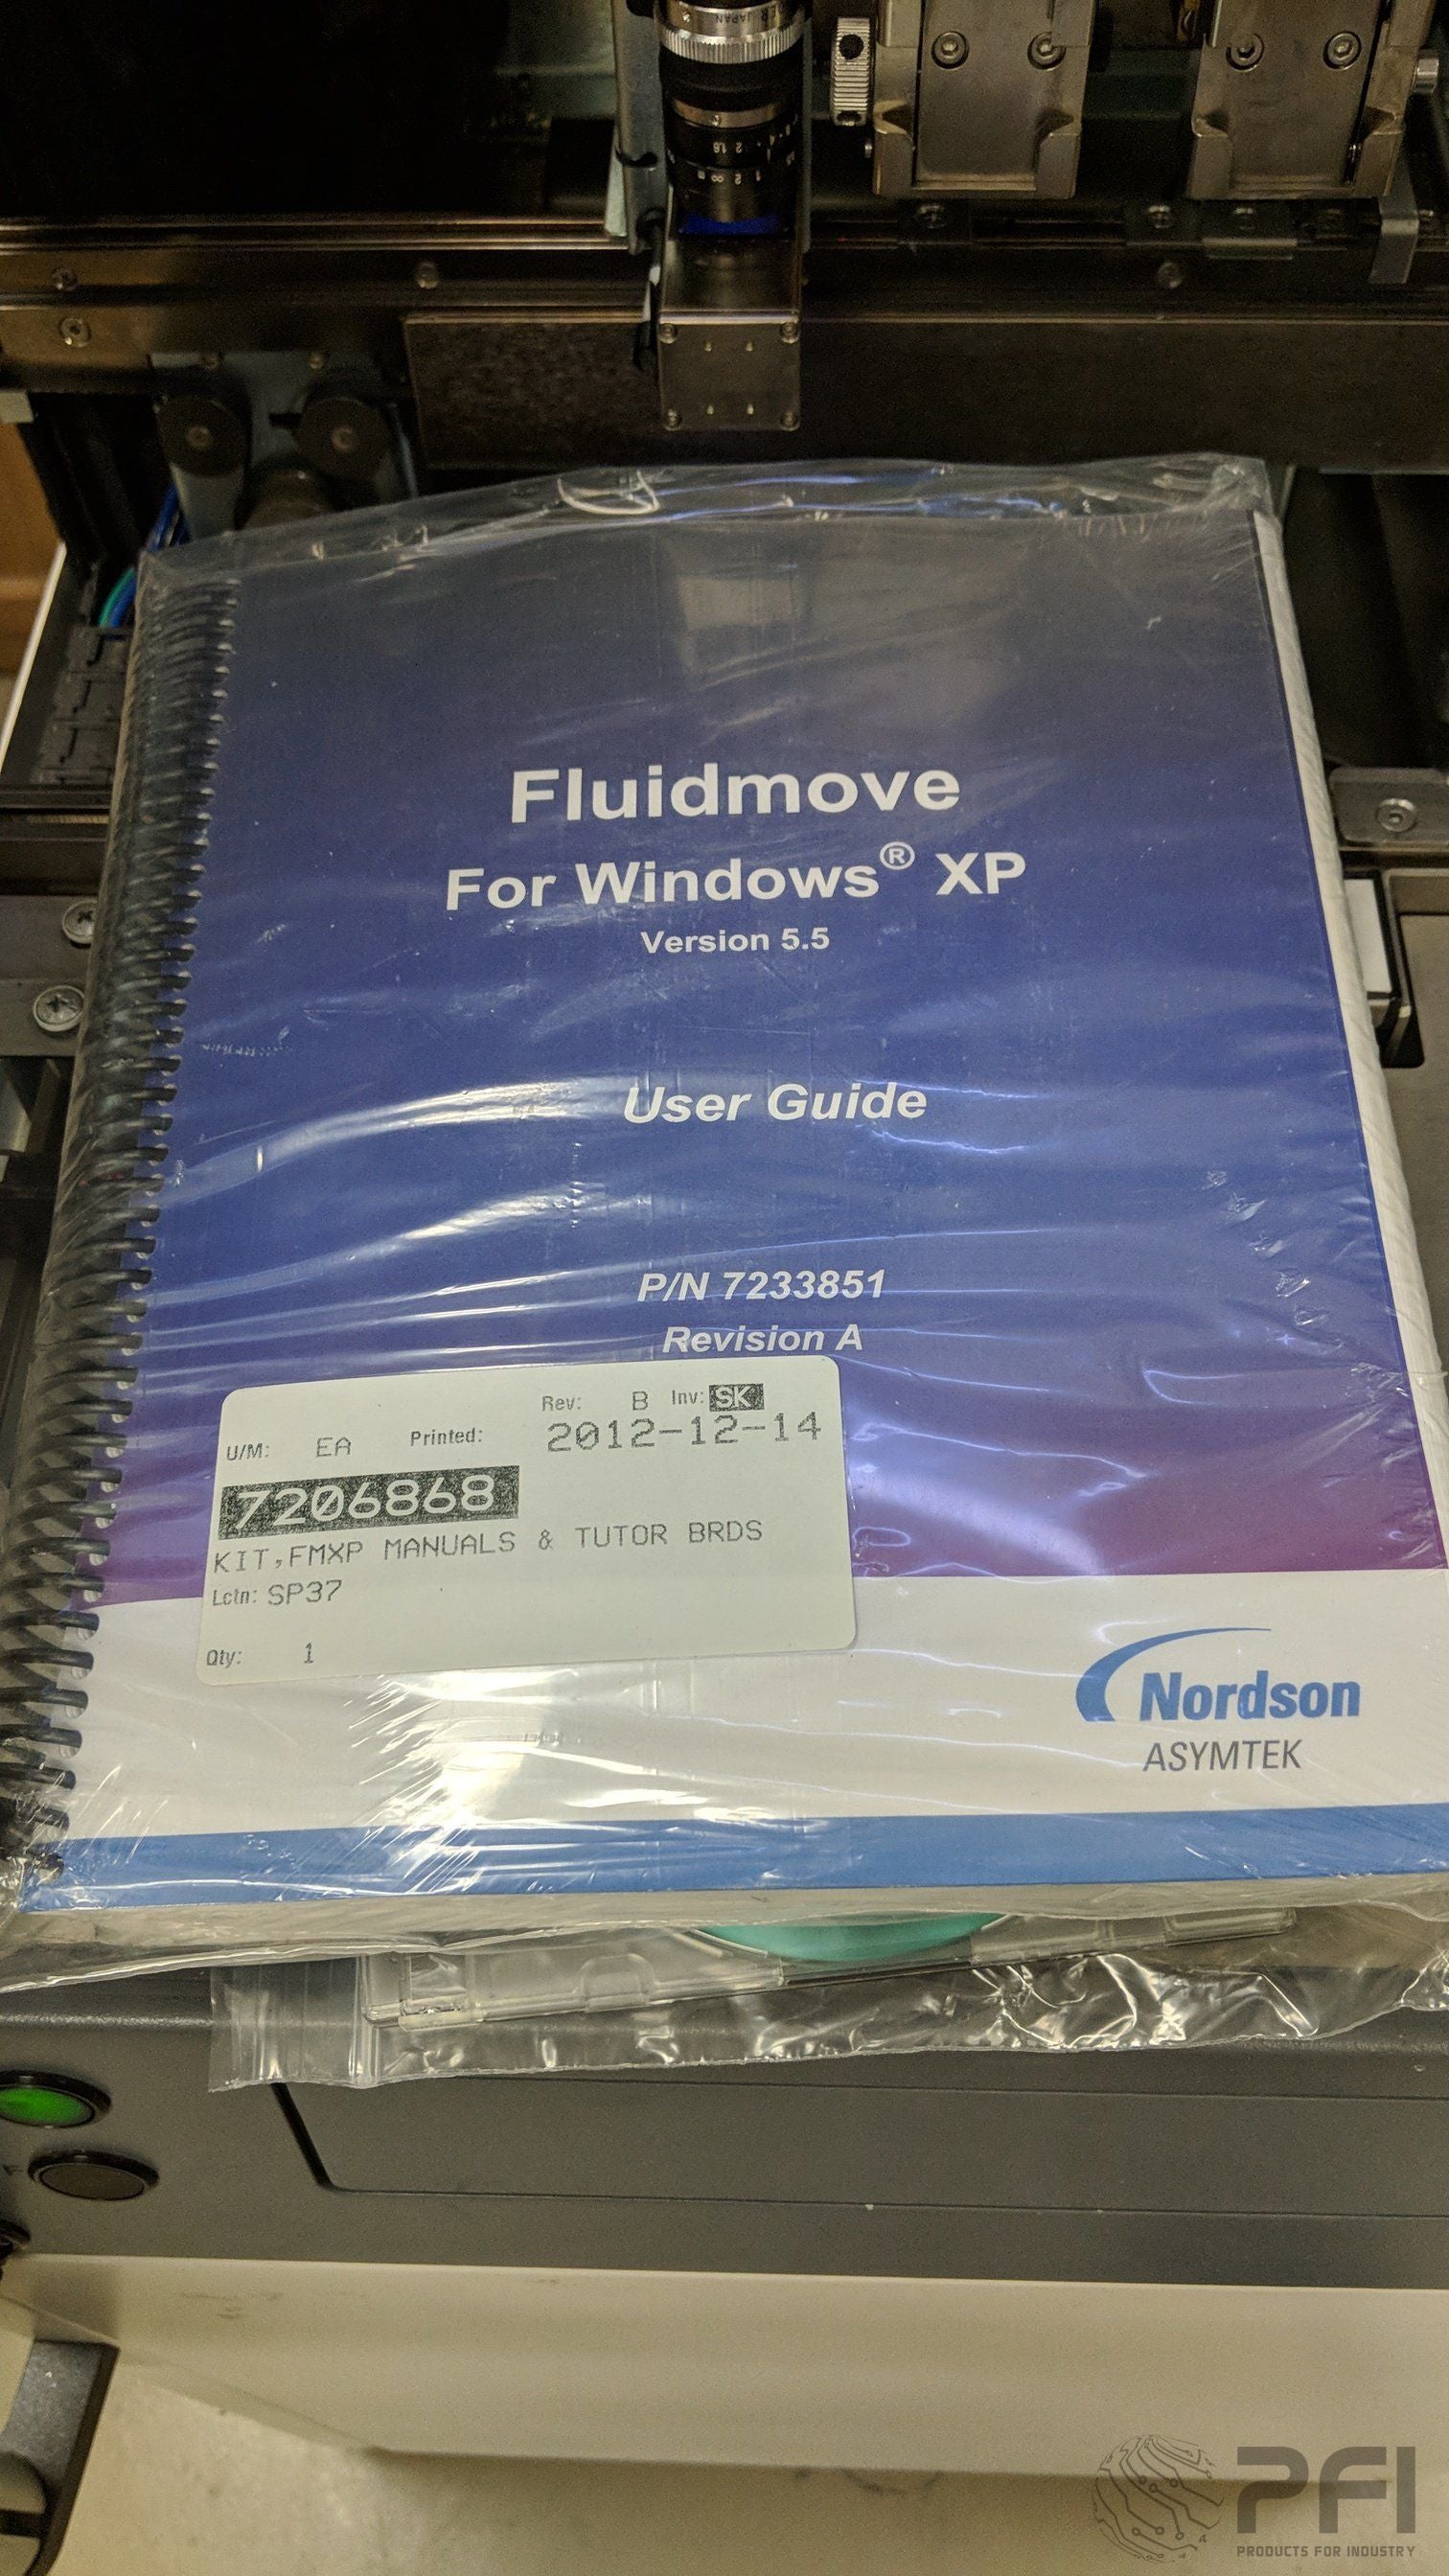 JAPAN
Fluidmove
For Windows® XP
Version 5.5
User Guide
P/N 7233851
Revision A
Rev: B Inv: SK
U/M: EA Printed: 2012-12-14
7206868
KIT,FMXP MANUALS & TUTOR BRDS
Lctn: SP37
Qty: 1
Nordson
ASYMTEK
PFI
PRODUCTS FOR INDUSTRY